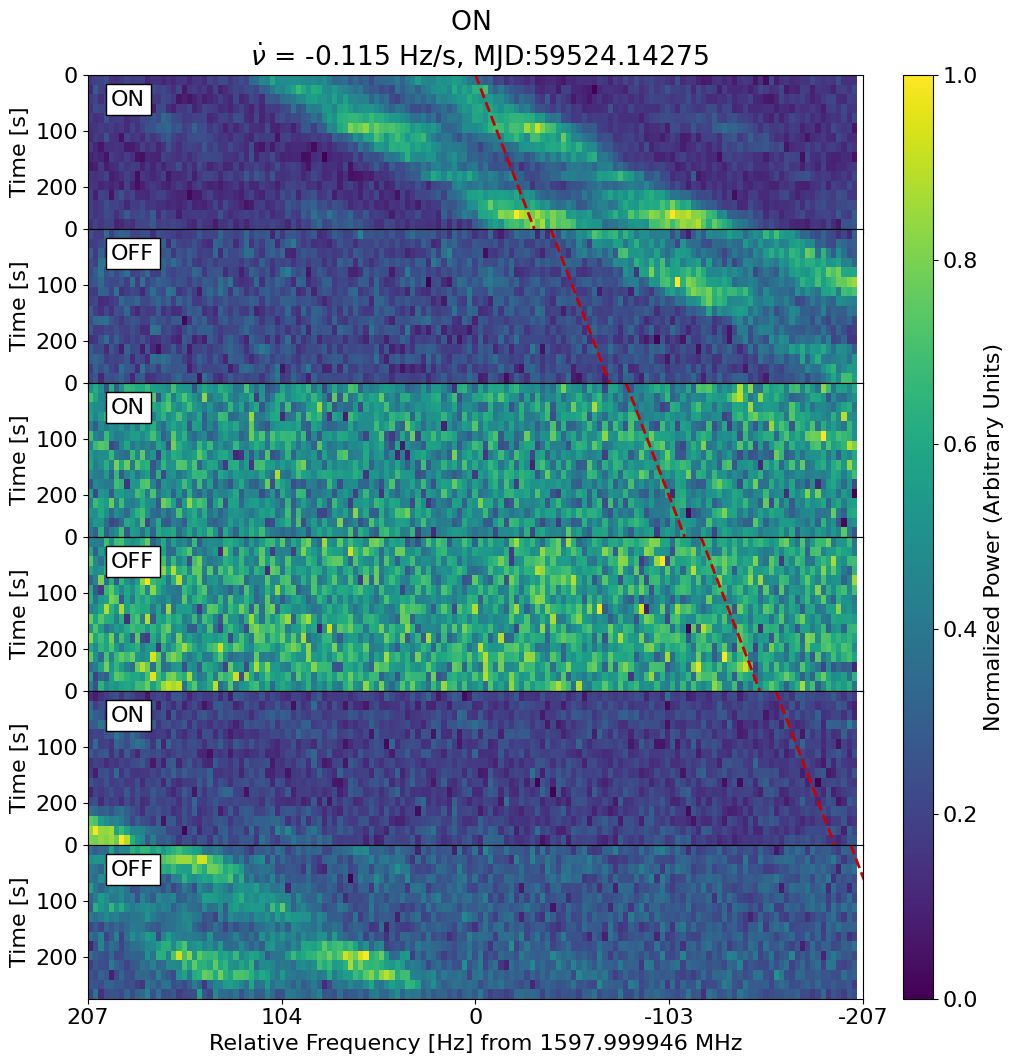 ON
ν̇ = -0.115 Hz/s, MJD:59524.14275
0
ON
100
200
Time [s]
0
OFF
100
200
Time [s]
0
ON
100
200
Time [s]
0
OFF
100
200
Time [s]
0
ON
100
200
Time [s]
0
OFF
100
200
Time [s]
207 104 0 -103 -207
Relative Frequency [Hz] from 1597.999946 MHz
1.0
0.8
0.6
0.4
0.2
0.0
Normalized Power (Arbitrary Units)